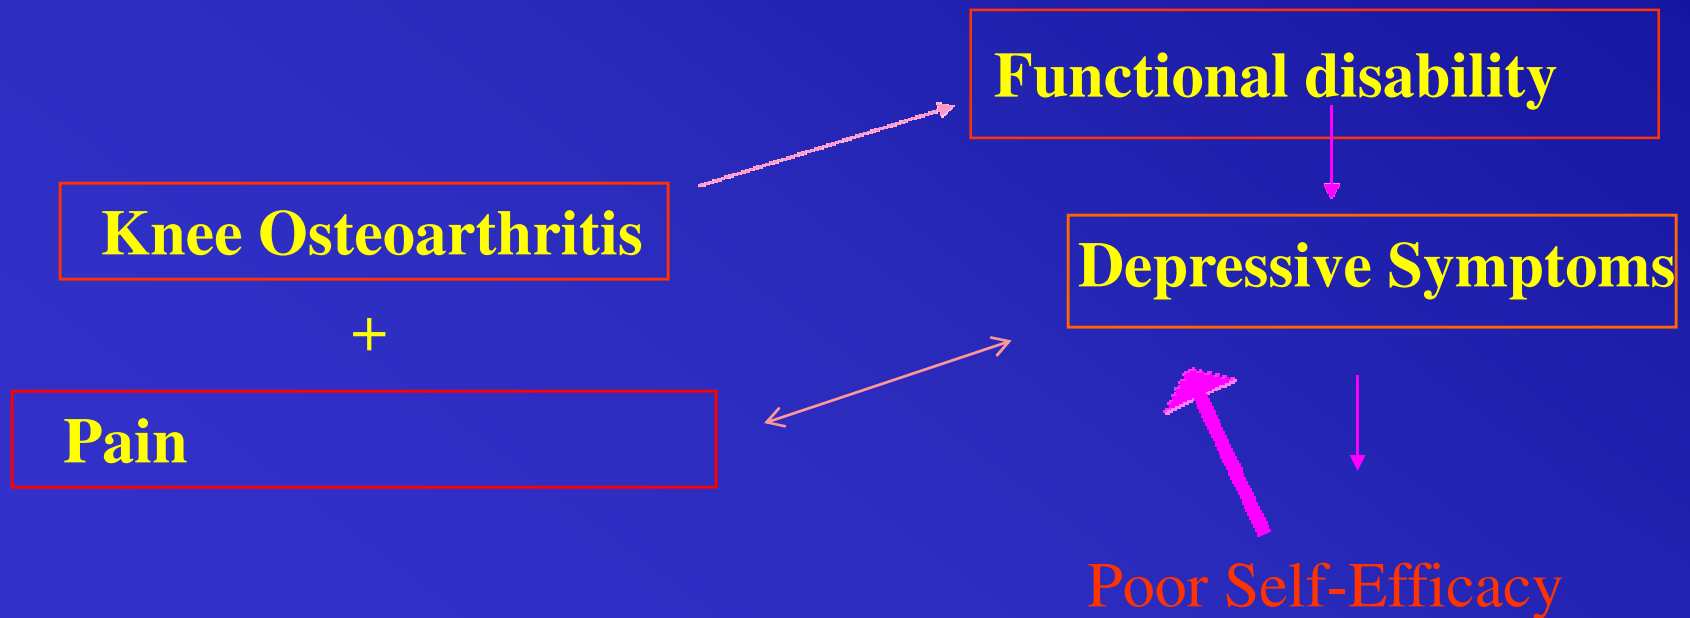 Functional disability
Knee Osteoarthritis
Depressive Symptoms
+
Pain
Poor Self-Efficacy